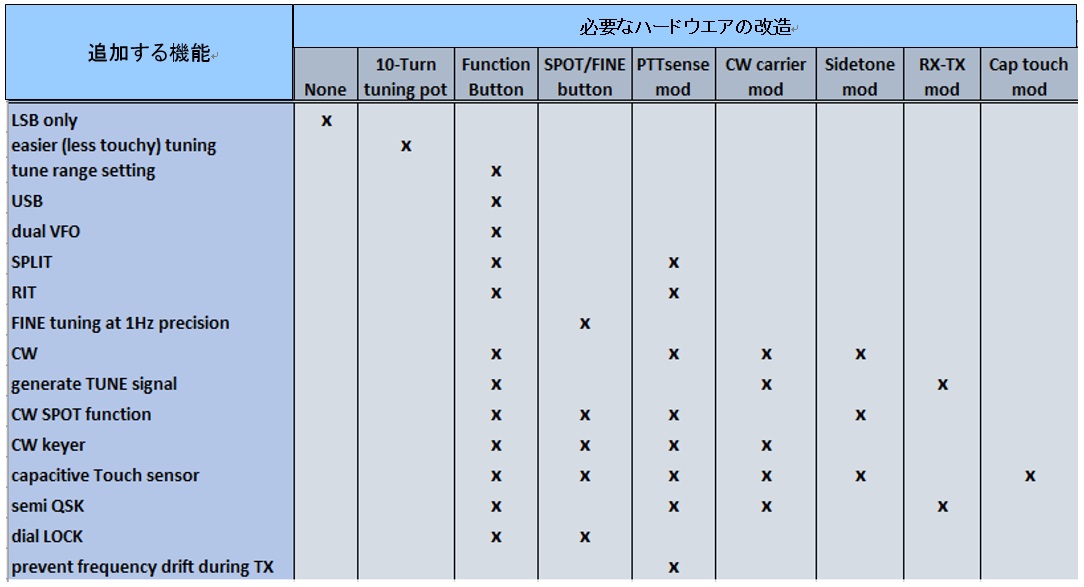 追加する機能
必要なハードウエアの改造
None
10-Turn tuning pot
Function Button
SPOT/FINE button
PTTsense mod
CW carrier mod
Sidetone mod
RX-TX mod
Cap touch mod
LSB only x
easier (less touchy) tuning x
tune range setting x
USB x
dual VFO x
SPLIT x x
RIT x x
FINE tuning at 1Hz precision x
CW x x x x
generate TUNE signal x x x
CW SPOT function x x x x
CW keyer x x x x
capacitive Touch sensor x x x x x x
semi QSK x x x x
dial LOCK x x
prevent frequency drift during TX x